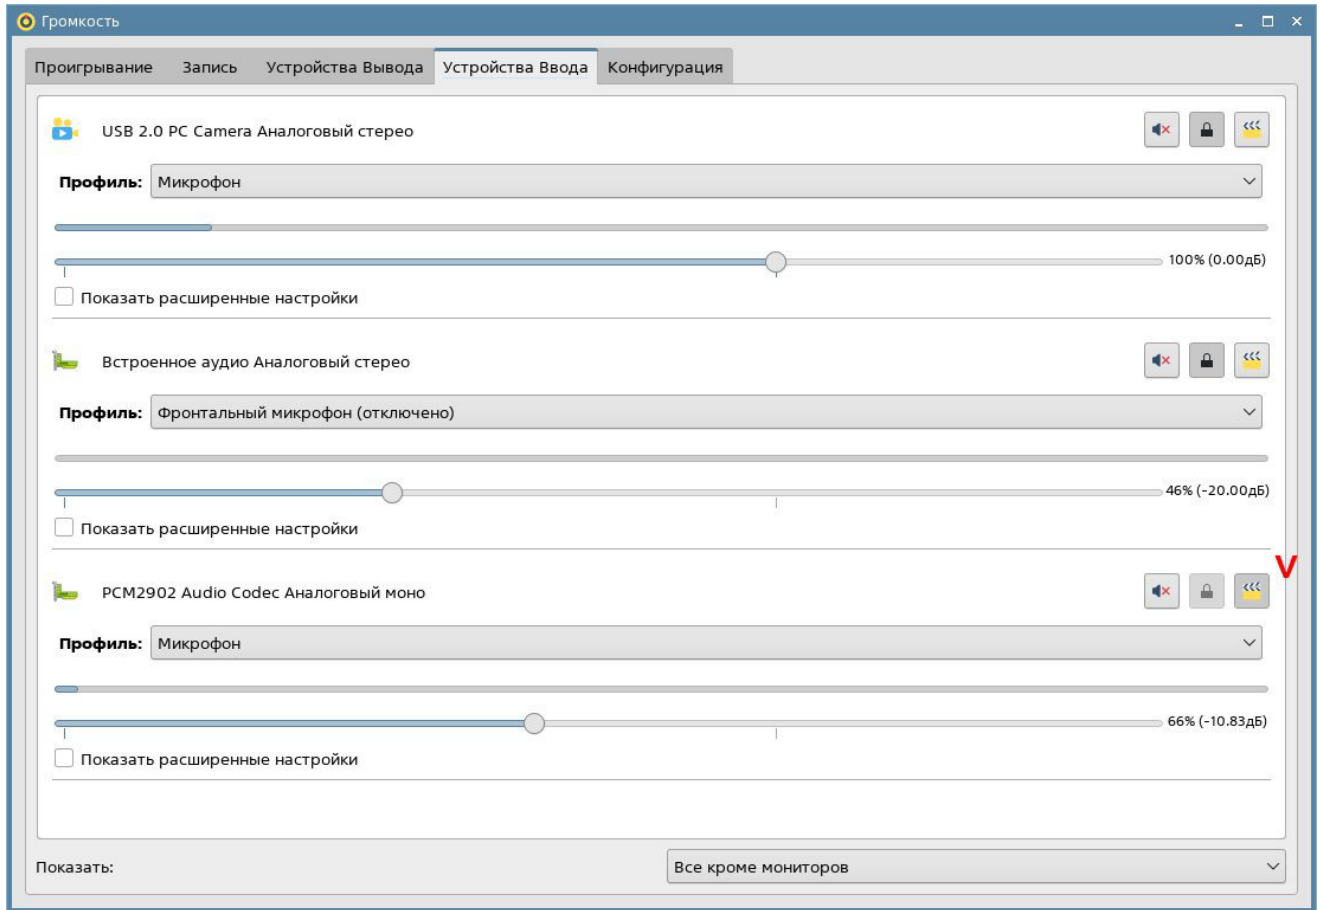 Громкость
Проигрывание Запись Устройства Вывода Устройства Ввода Конфигурация
USB 2.0 PC Camera Аналоговый стерео
Профиль: Микрофон
100% (0.00дБ)
Показать расширенные настройки
Встроенное аудио Аналоговый стерео
Профиль: Фронтальный микрофон (отключено)
46% (-20.00дБ)
Показать расширенные настройки
V
PCM2902 Audio Codec Аналоговый моно
Профиль: Микрофон
66% (-10.83дБ)
Показать расширенные настройки
Показать: Все кроме мониторов